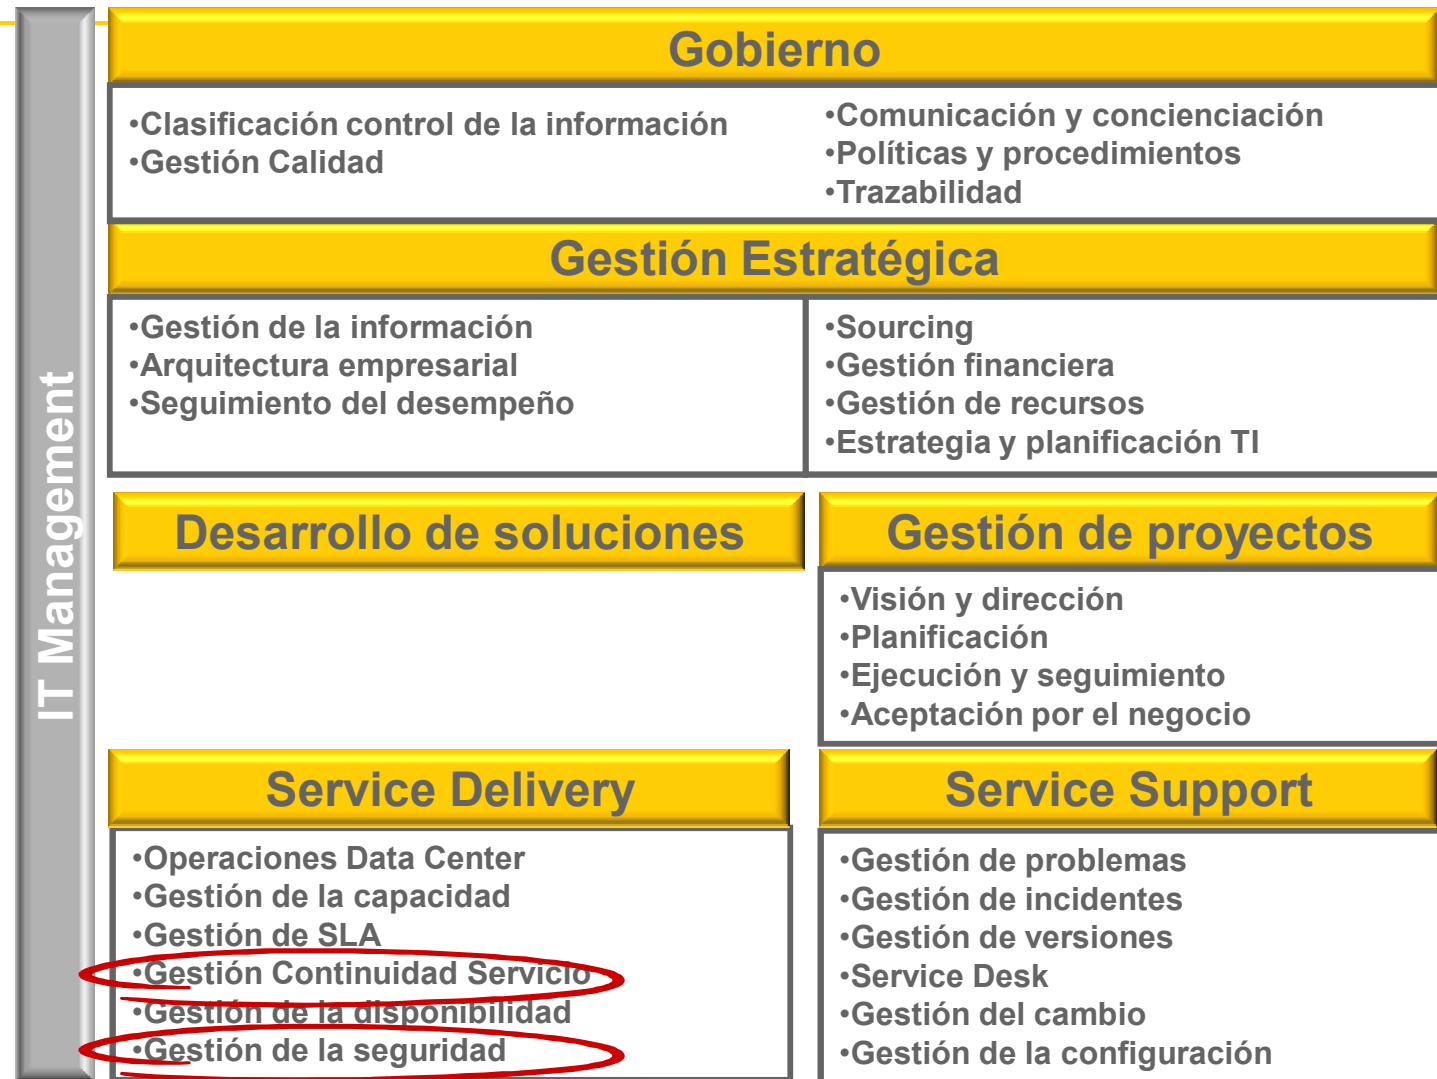 IT Management
Gobierno
•Clasificación control de la información
•Gestión Calidad
•Comunicación y concienciación
•Políticas y procedimientos
•Trazabilidad
Gestión Estratégica
•Gestión de la información
•Arquitectura empresarial
•Seguimiento del desempeño
•Sourcing
•Gestión financiera
•Gestión de recursos
•Estrategia y planificación TI
Desarrollo de soluciones
Gestión de proyectos
•Visión y dirección
•Planificación
•Ejecución y seguimiento
•Aceptación por el negocio
Service Delivery
•Operaciones Data Center
•Gestión de la capacidad
•Gestión de SLA
•Gestión Continuidad Servicio
•Gestión de la disponibilidad
•Gestión de la seguridad
Service Support
•Gestión de problemas
•Gestión de incidentes
•Gestión de versiones
•Service Desk
•Gestión del cambio
•Gestión de la configuración